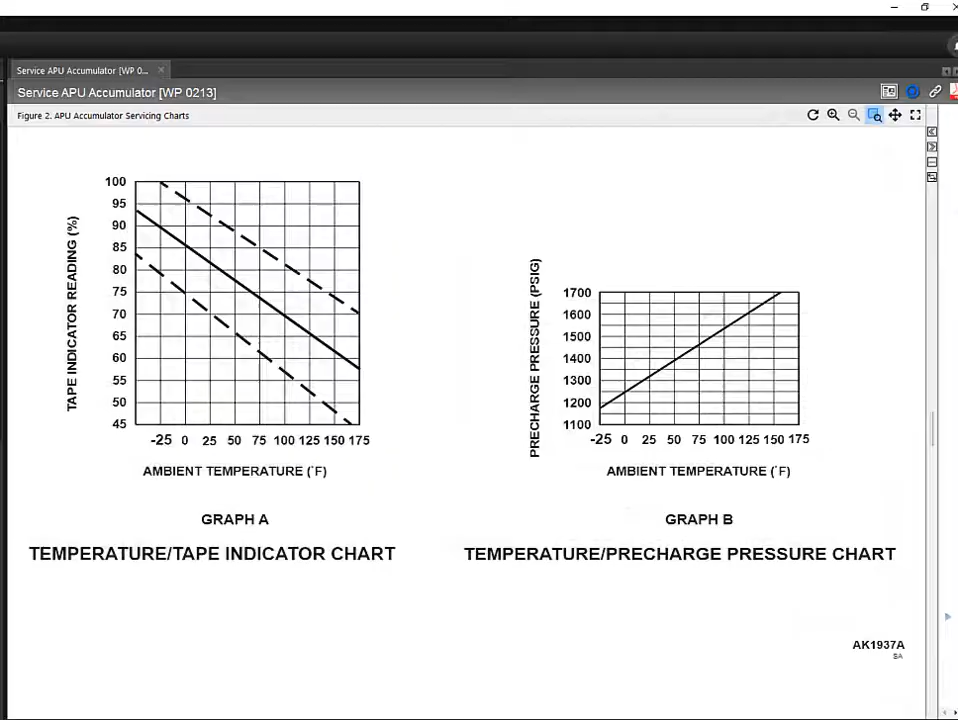 Service APU Accumulator [WP 0...
Service APU Accumulator [WP 0213]
Figure 2. APU Accumulator Servicing Charts
TAPE INDICATOR READING (%)
100
95
90
85
80
75
70
65
60
55
50
45
-25 0 25 50 75 100 125 150 175
AMBIENT TEMPERATURE (°F)
GRAPH A
TEMPERATURE/TAPE INDICATOR CHART
PRECHARGE PRESSURE (PSIG)
1700
1600
1500
1400
1300
1200
1100
-25 0 25 50 75 100 125 150 175
AMBIENT TEMPERATURE (°F)
GRAPH B
TEMPERATURE/PRECHARGE PRESSURE CHART
AK1937A
SA